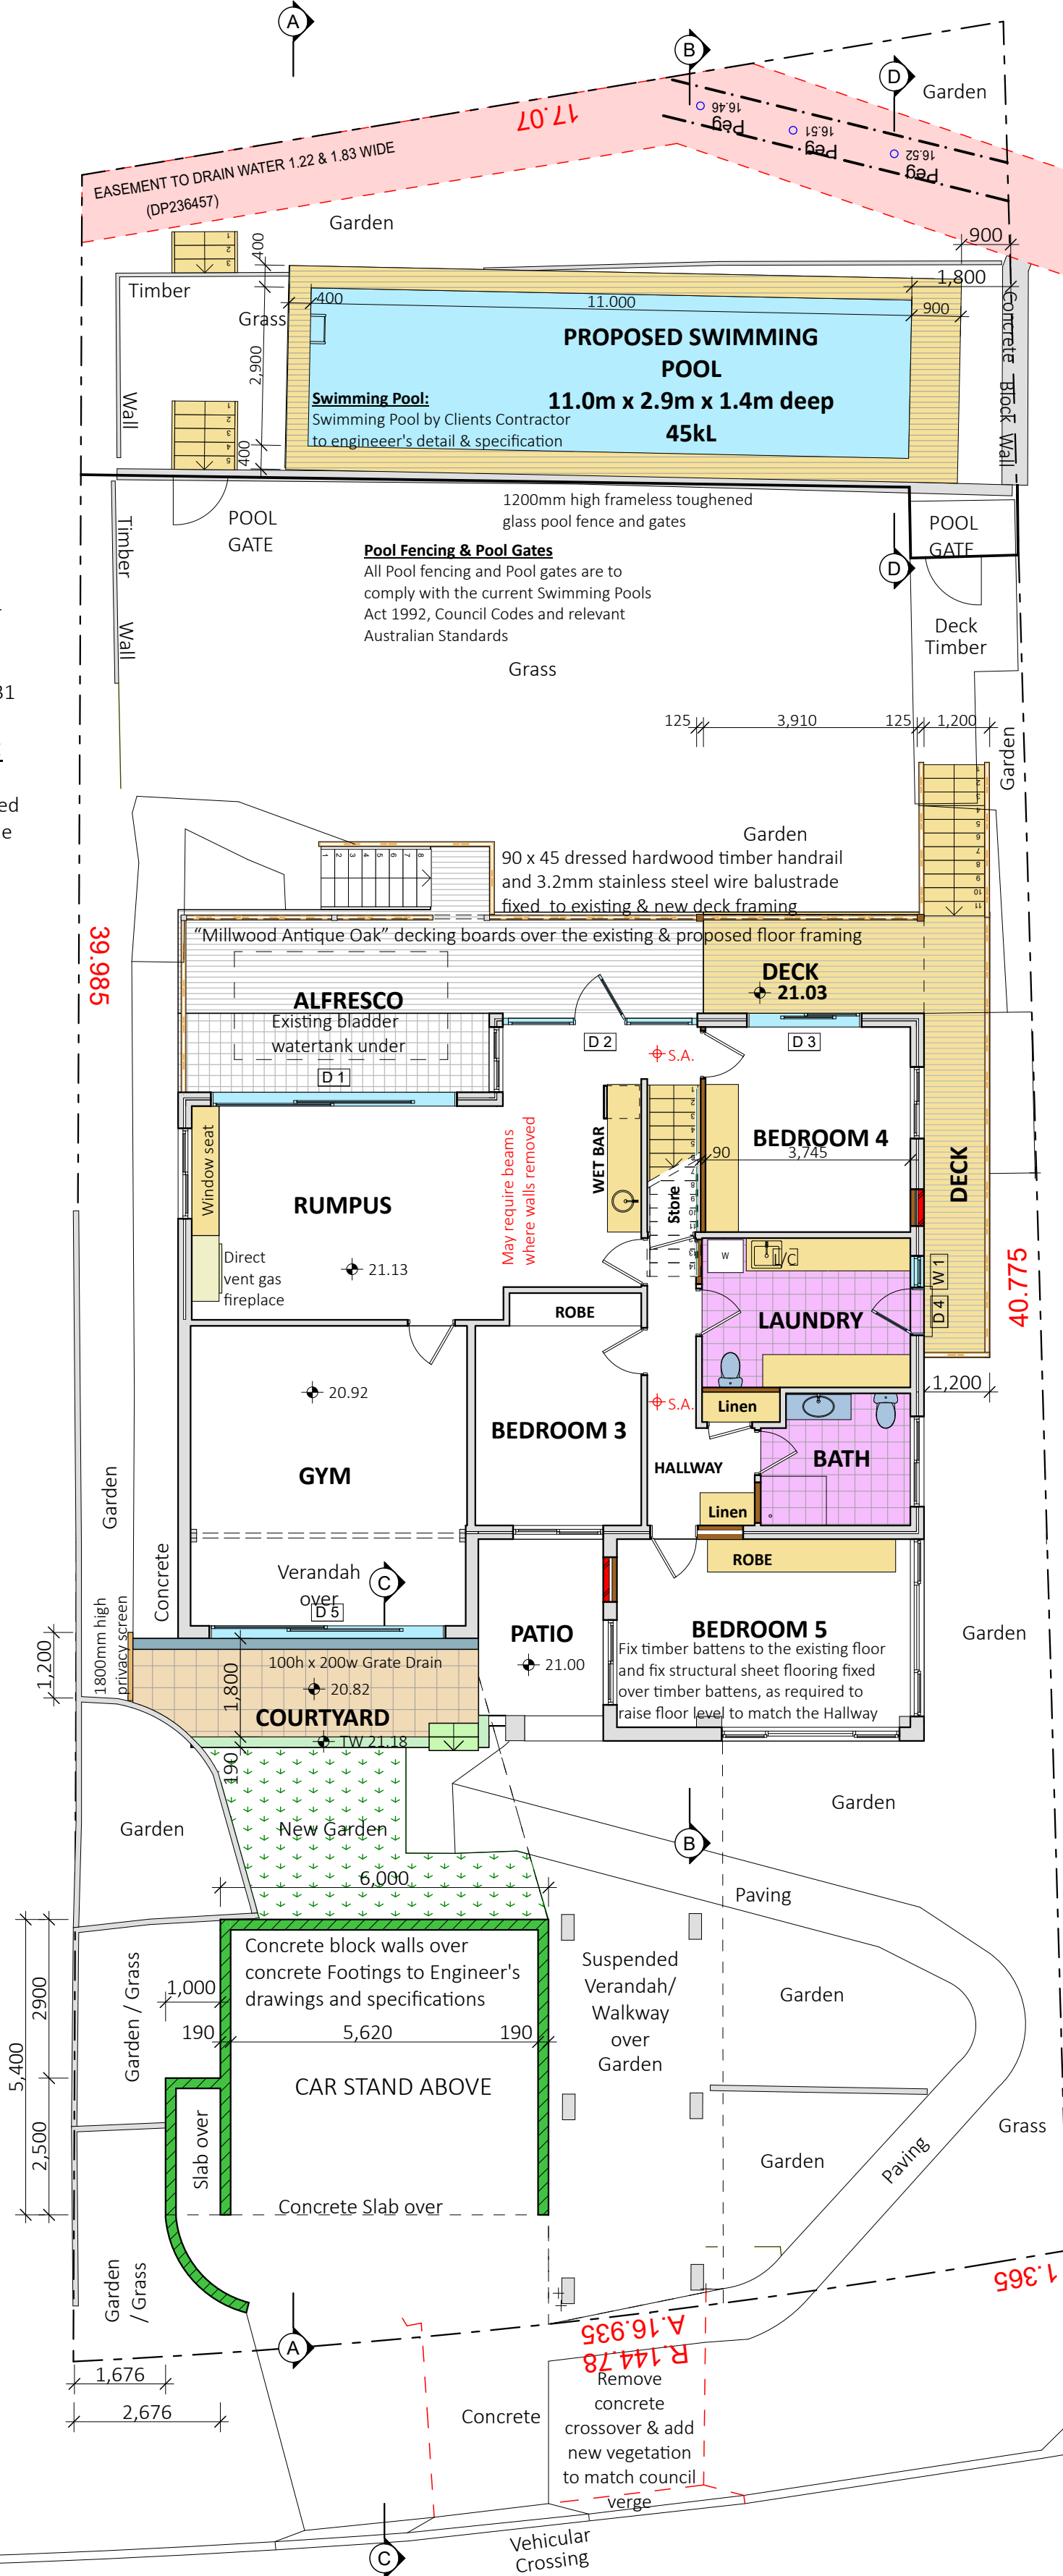 A
B
D
Garden
17.07
16.46
Peg
16.51
Peg
16.52
Peg
EASEMENT TO DRAIN WATER 1.22 & 1.83 WIDE
(DP236457)
Garden
900
400
1,800
Timber
Grass
400
11.000
900
PROPOSED SWIMMING
POOL
11.0m x 2.9m x 1.4m deep
45kL
2,900
Swimming Pool:
Swimming Pool by Clients Contractor
to engineeer's detail & specification
400
Wall
Concrete Block Wall
1200mm high frameless toughened
glass pool fence and gates
POOL
GATE
POOL
GATE
Timber Wall
Pool Fencing & Pool Gates
All Pool fencing and Pool gates are to
comply with the current Swimming Pools
Act 1992, Council Codes and relevant
Australian Standards
D
Deck
Timber
Grass
31
125
3,910
125
1,200
Garden
ed
e
Garden
90 x 45 dressed hardwood timber handrail
and 3.2mm stainless steel wire balustrade
fixed to existing & new deck framing
1 2 3 4 5 6 7 8
"Millwood Antique Oak" decking boards over the existing & proposed floor framing
39.985
DECK
21.03
ALFRESCO
Existing bladder
watertank under
D 1
D 2
S.A.
D 3
Window seat
RUMPUS
May require beams
where walls removed
WET BAR
Store
90
3,745
BEDROOM 4
DECK
21.13
Direct
vent gas
fireplace
W
L/C
W 1
D 4
40.775
ROBE
LAUNDRY
20.92
1,200
S.A.
Linen
BEDROOM 3
GYM
HALLWAY
BATH
Linen
Garden
Concrete
ROBE
Verandah
over
C
D 5
1800mm high
privacy screen
1,200
PATIO
21.00
BEDROOM 5
Fix timber battens to the existing floor
and fix structural sheet flooring fixed
over timber battens, as required to
raise floor level to match the Hallway
Garden
100h x 200w Grate Drain
1,800
20.82
COURTYARD
TW 21.18
190
Garden
New Garden
Garden
B
6,000
Paving
Concrete block walls over
concrete Footings to Engineer's
drawings and specifications
Suspended
Verandah/
Walkway
over
Garden
Garden
2900
5,400
2,500
Garden / Grass
1,000
190
5,620
190
CAR STAND ABOVE
Slab over
Grass
Garden
Paving
Concrete Slab over
Garden
/ Grass
1.365
A
A.16.935
R.144.78
1,676
2,676
Concrete
Remove
concrete
crossover & add
new vegetation
to match council
verge
Vehicular
Crossing
C